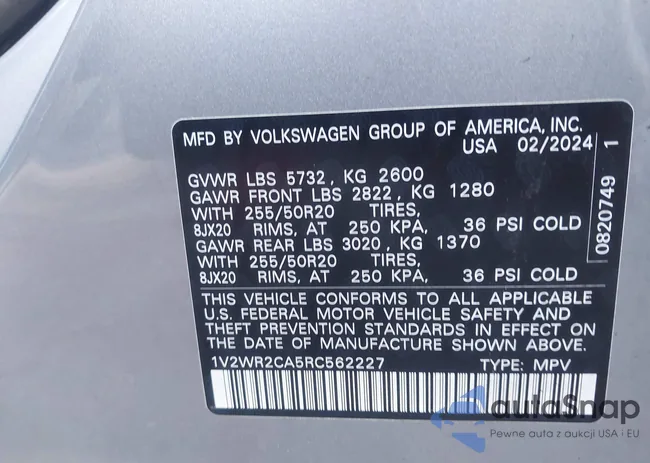 MFD BY VOLKSWAGEN GROUP OF AMERICA, INC.
USA 02/2024
GVWR LBS 5732 , KG 2600
GAWR FRONT LBS 2822 , KG 1280
WITH 255/50R20 TIRES,
8JX20 RIMS, AT 250 KPA, 36 PSI COLD
GAWR REAR LBS 3020 , KG 1370
WITH 255/50R20 TIRES,
8JX20 RIMS, AT 250 KPA, 36 PSI COLD
THIS VEHICLE CONFORMS TO ALL APPLICABLE
U.S. FEDERAL MOTOR VEHICLE SAFETY AND
THEFT PREVENTION STANDARDS IN EFFECT ON
THE DATE OF MANUFACTURE SHOWN ABOVE.
1V2WR2CA5RC562227 TYPE: MPV
0820749 1
autoSnap
Pewne auta z aukcji USA i EU